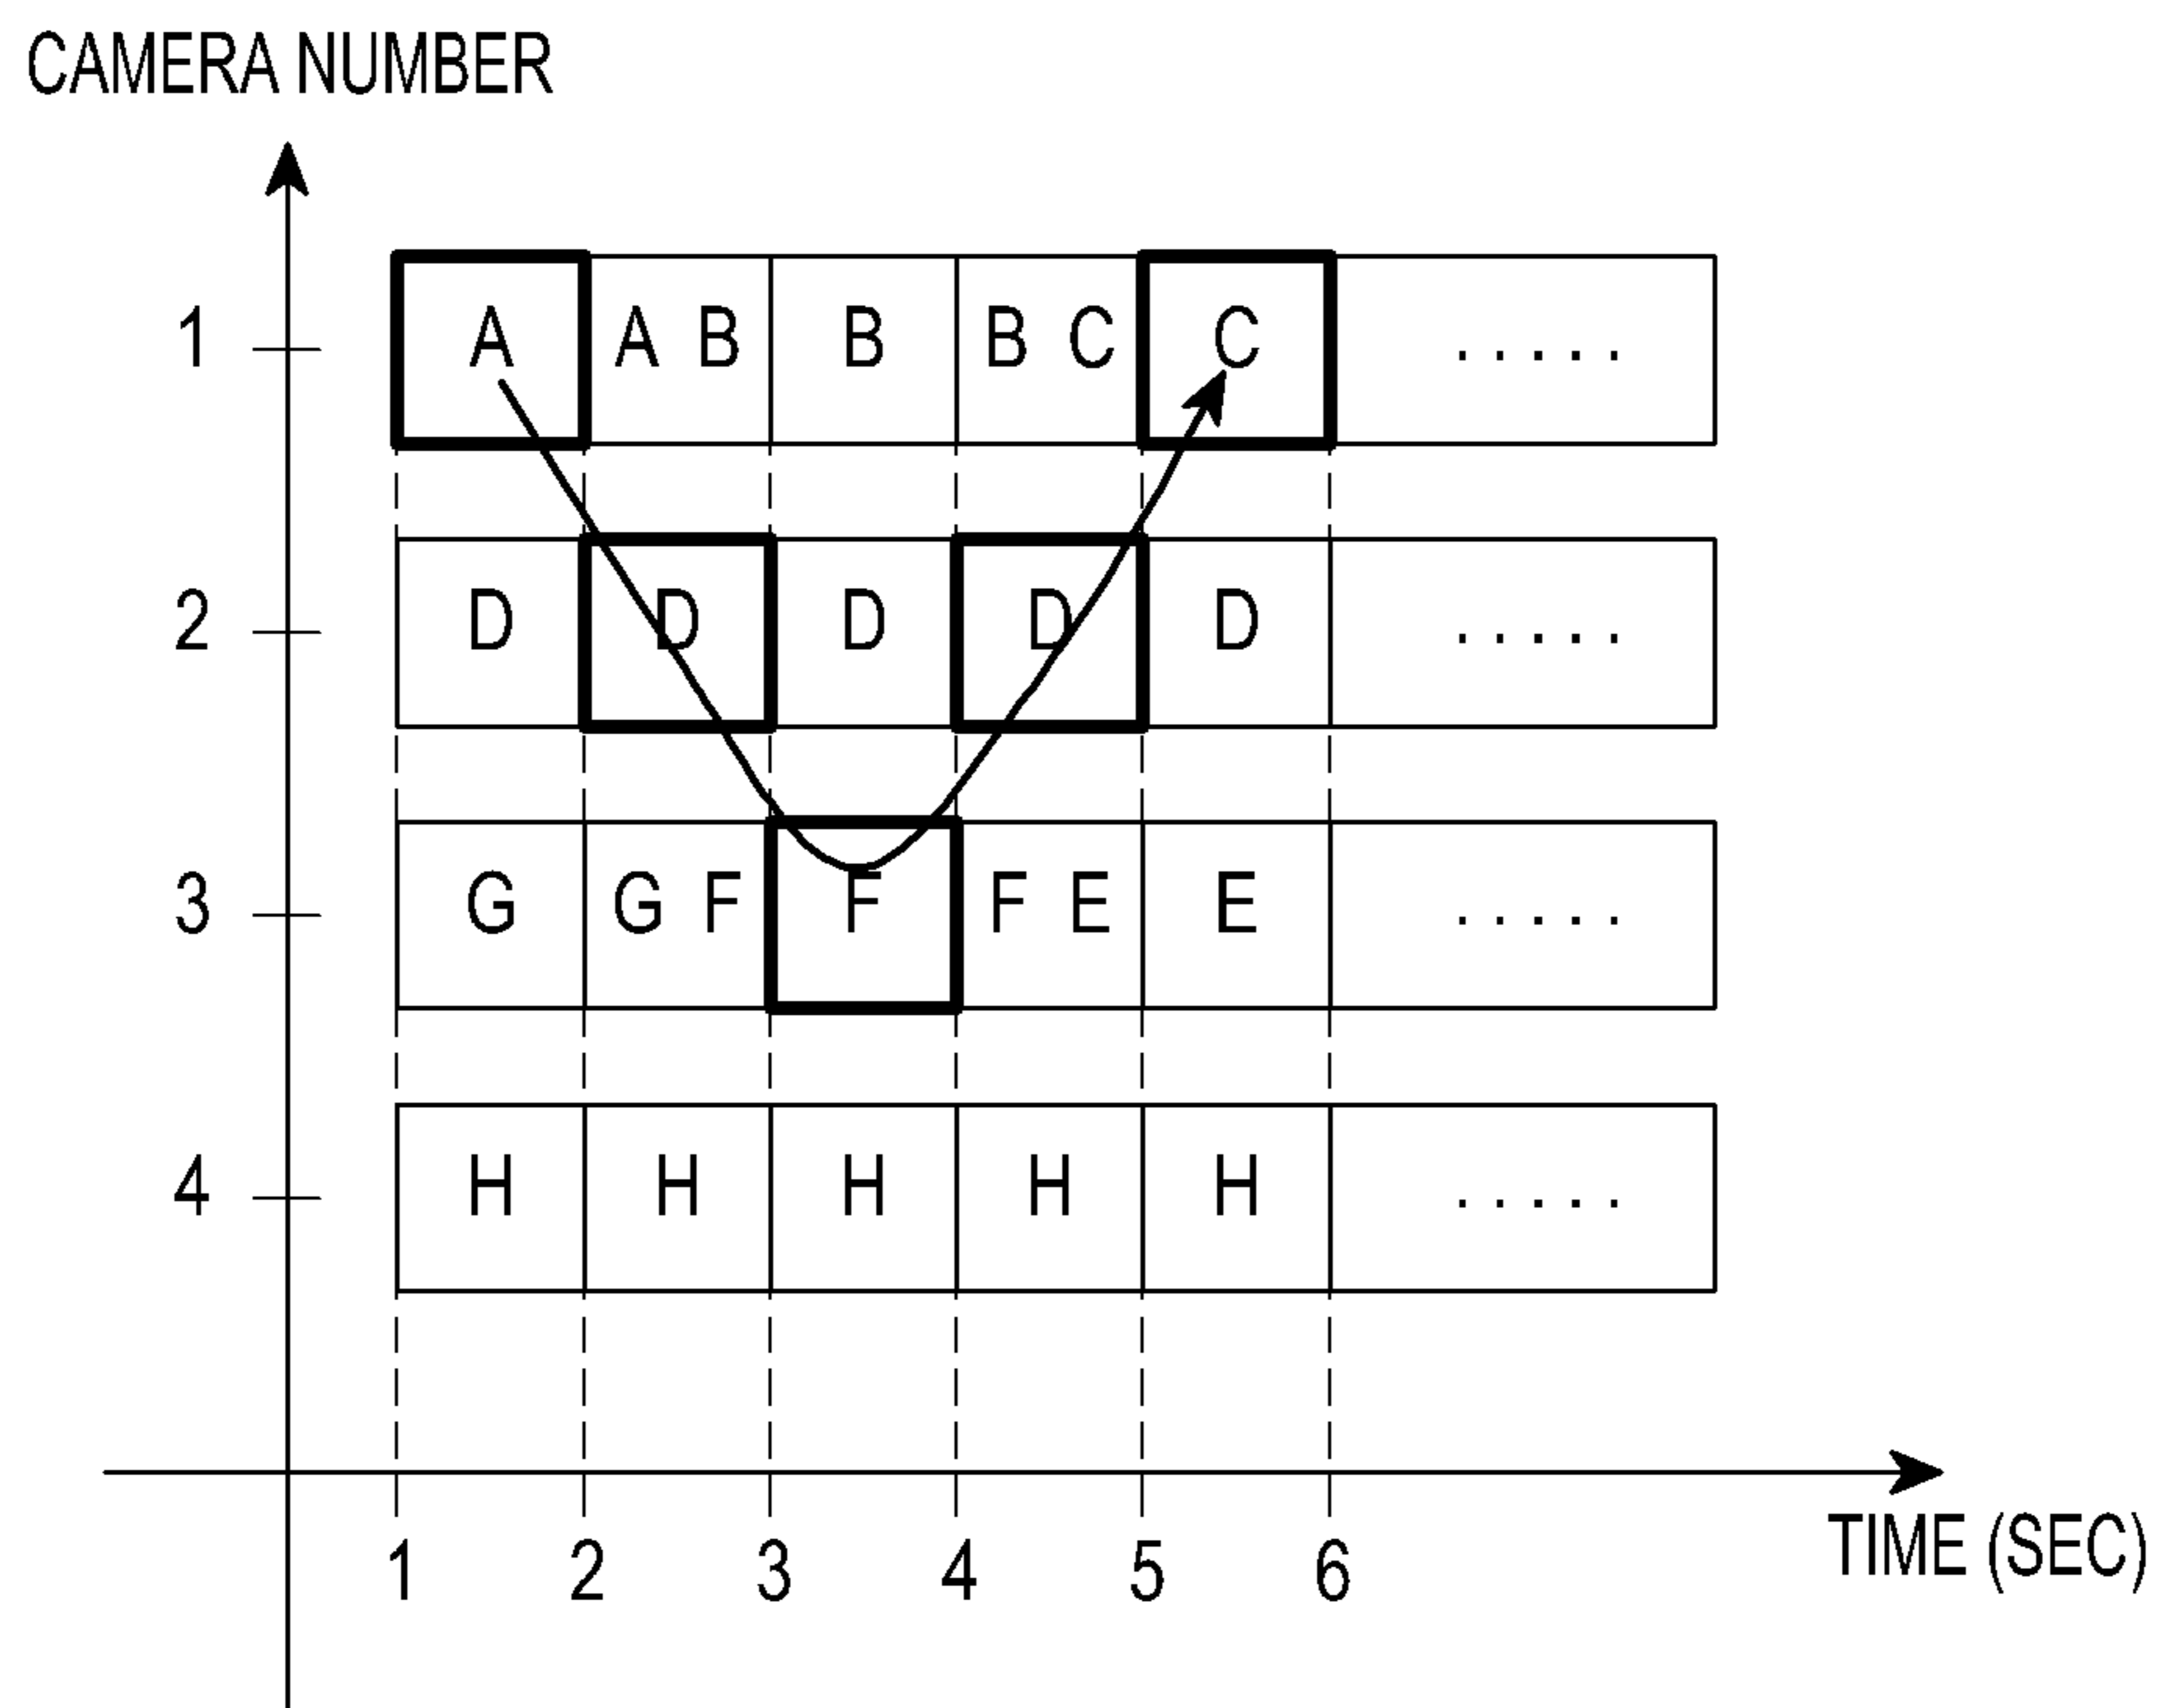 CAMERA NUMBER
1 A A B B B C C .....
2 D D D D D .....
3 G G F F F E E .....
4 H H H H H .....
1 2 3 4 5 6
TIME (SEC)